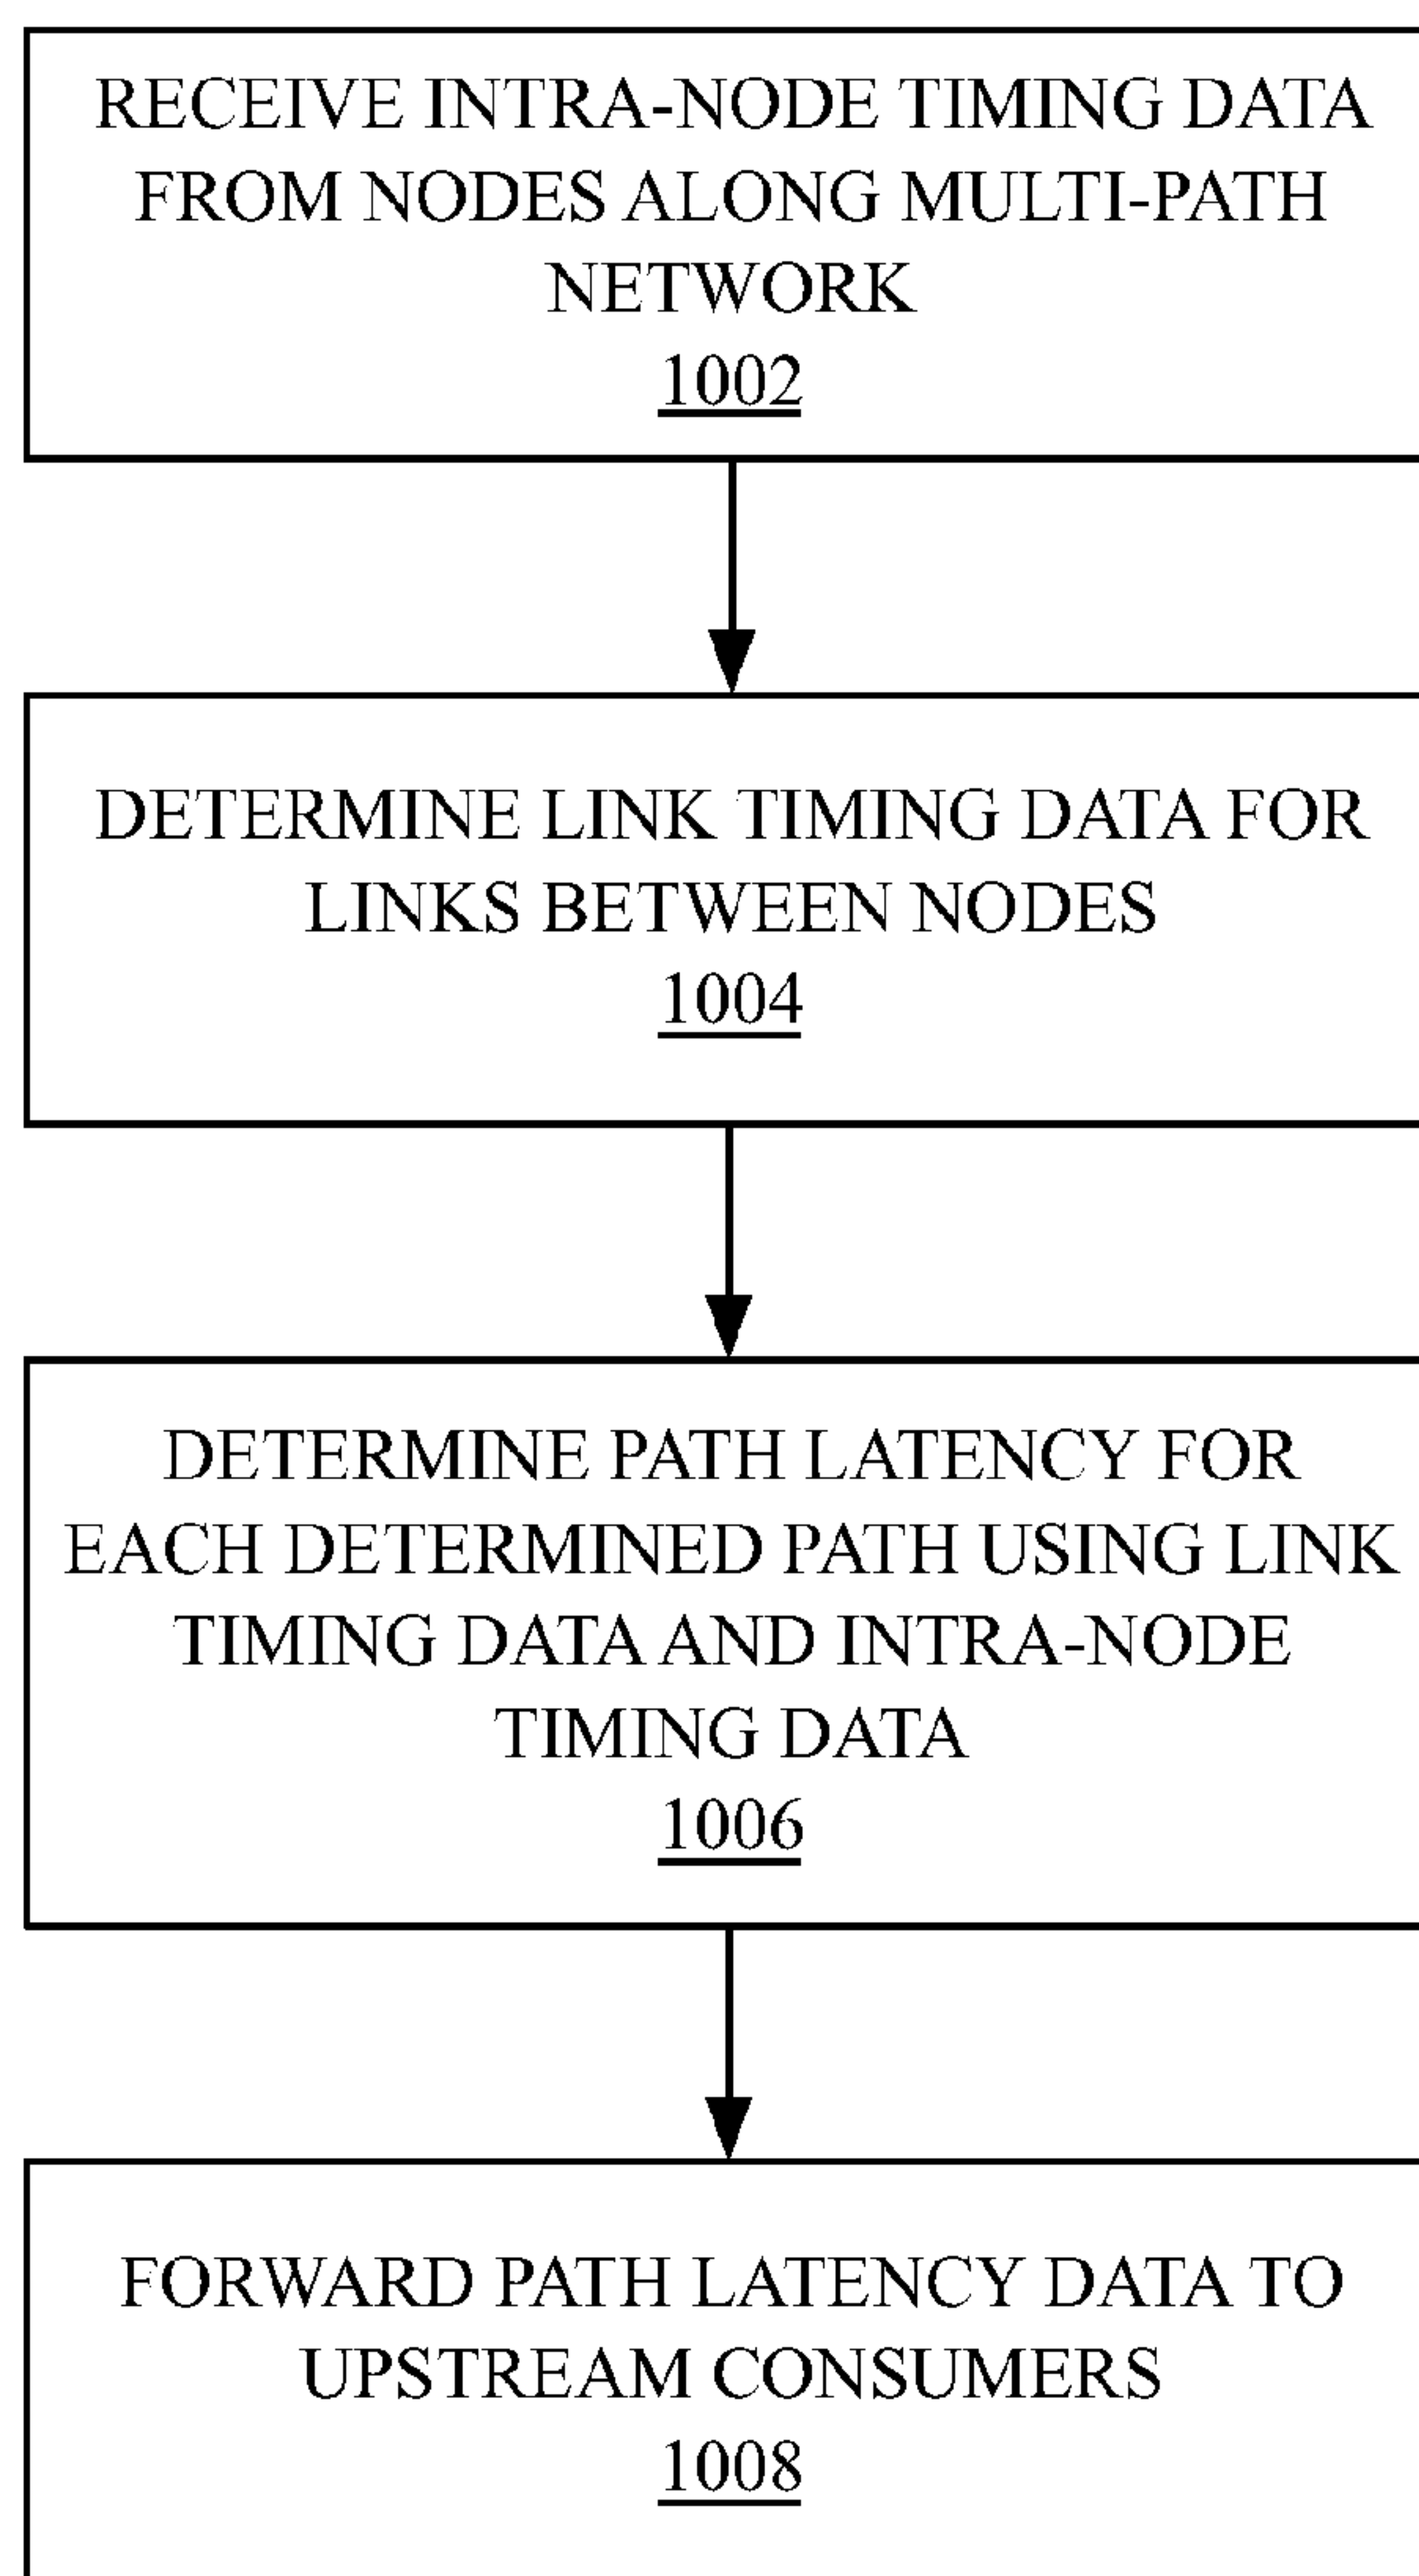 RECEIVE INTRA-NODE TIMING DATA
FROM NODES ALONG MULTI-PATH
NETWORK
1002
DETERMINE LINK TIMING DATA FOR
LINKS BETWEEN NODES
1004
DETERMINE PATH LATENCY FOR
EACH DETERMINED PATH USING LINK
TIMING DATA AND INTRA-NODE
TIMING DATA
1006
FORWARD PATH LATENCY DATA TO
UPSTREAM CONSUMERS
1008